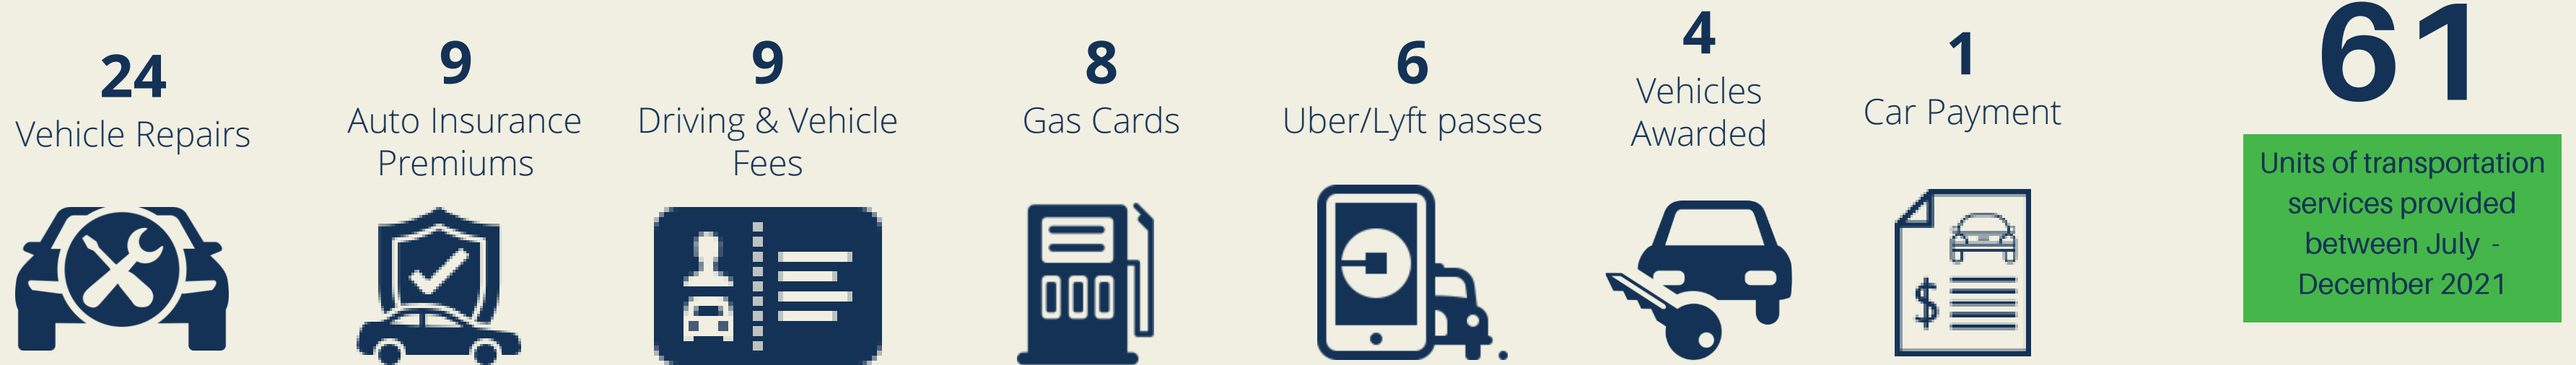 24
Vehicle Repairs
9
Auto Insurance
Premiums
9
Driving & Vehicle
Fees
8
Gas Cards
6
Uber/Lyft passes
4
Vehicles
Awarded
1
Car Payment
$
61
Units of transportation
services provided
between July -
December 2021